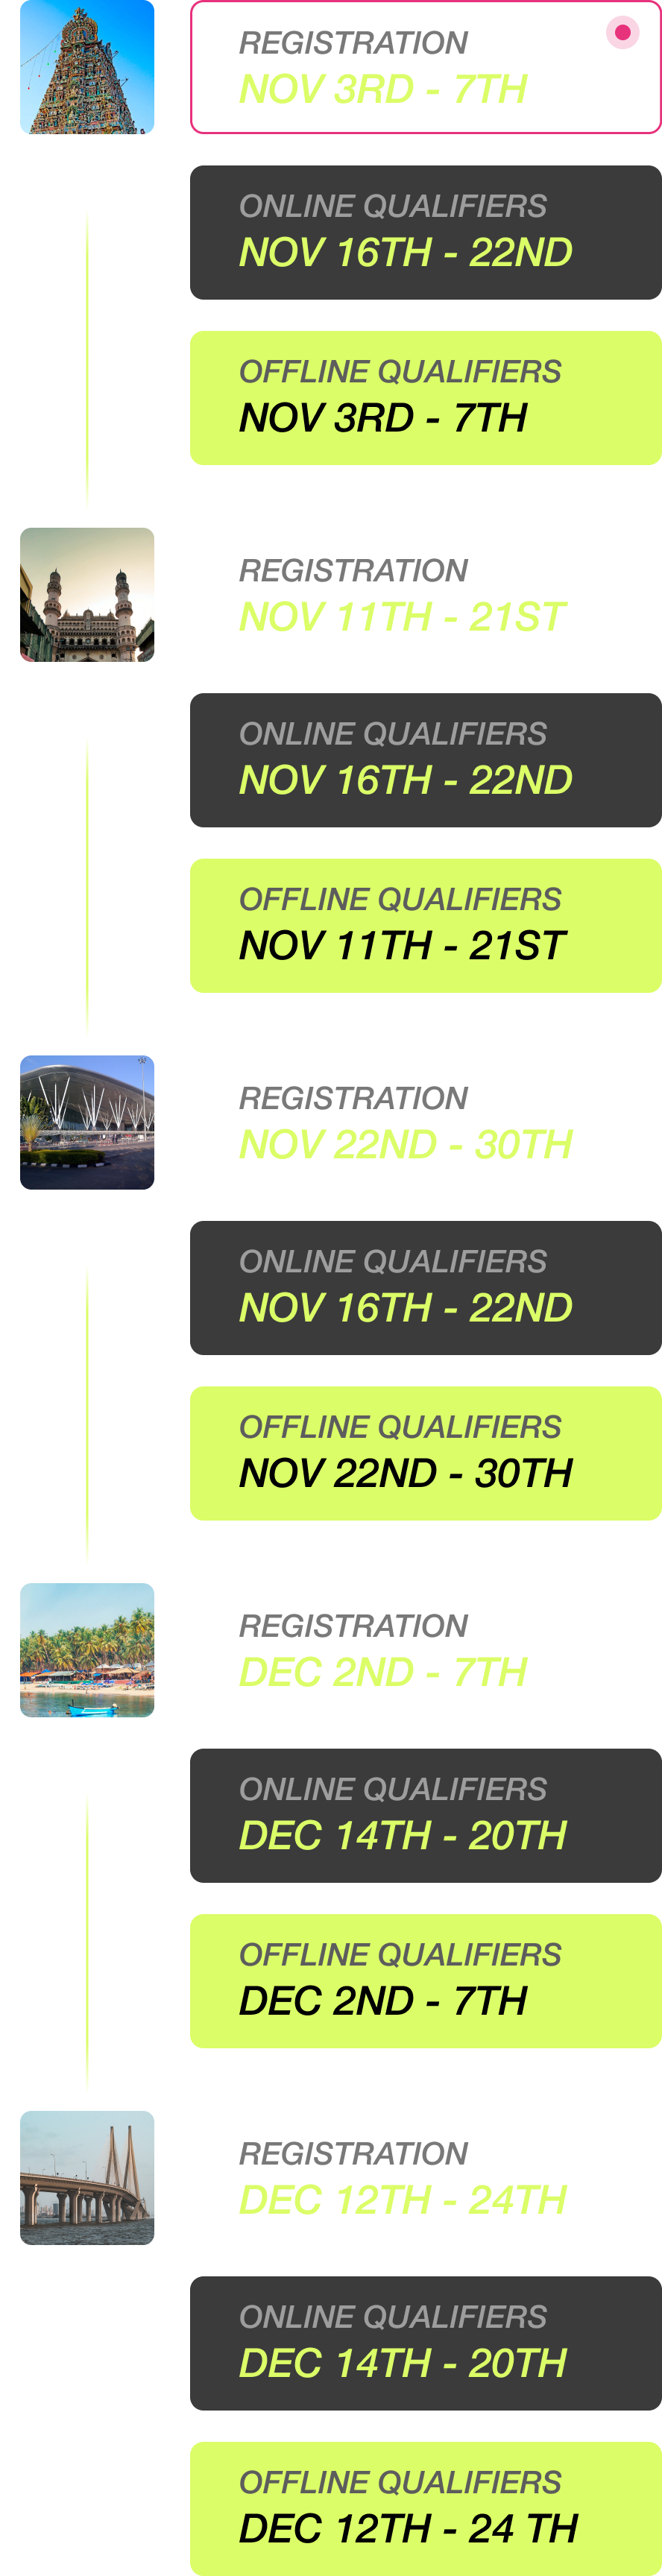 REGISTRATION
NOV 3RD - 7TH
ONLINE QUALIFIERS
NOV 16TH - 22ND
OFFLINE QUALIFIERS
NOV 3RD - 7TH
REGISTRATION
NOV 11TH - 21ST
ONLINE QUALIFIERS
NOV 16TH - 22ND
OFFLINE QUALIFIERS
NOV 11TH - 21ST
REGISTRATION
NOV 22ND - 30TH
ONLINE QUALIFIERS
NOV 16TH - 22ND
OFFLINE QUALIFIERS
NOV 22ND - 30TH
REGISTRATION
DEC 2ND - 7TH
ONLINE QUALIFIERS
DEC 14TH - 20TH
OFFLINE QUALIFIERS
DEC 2ND - 7TH
REGISTRATION
DEC 12TH - 24TH
ONLINE QUALIFIERS
DEC 14TH - 20TH
OFFLINE QUALIFIERS
DEC 12TH - 24 TH